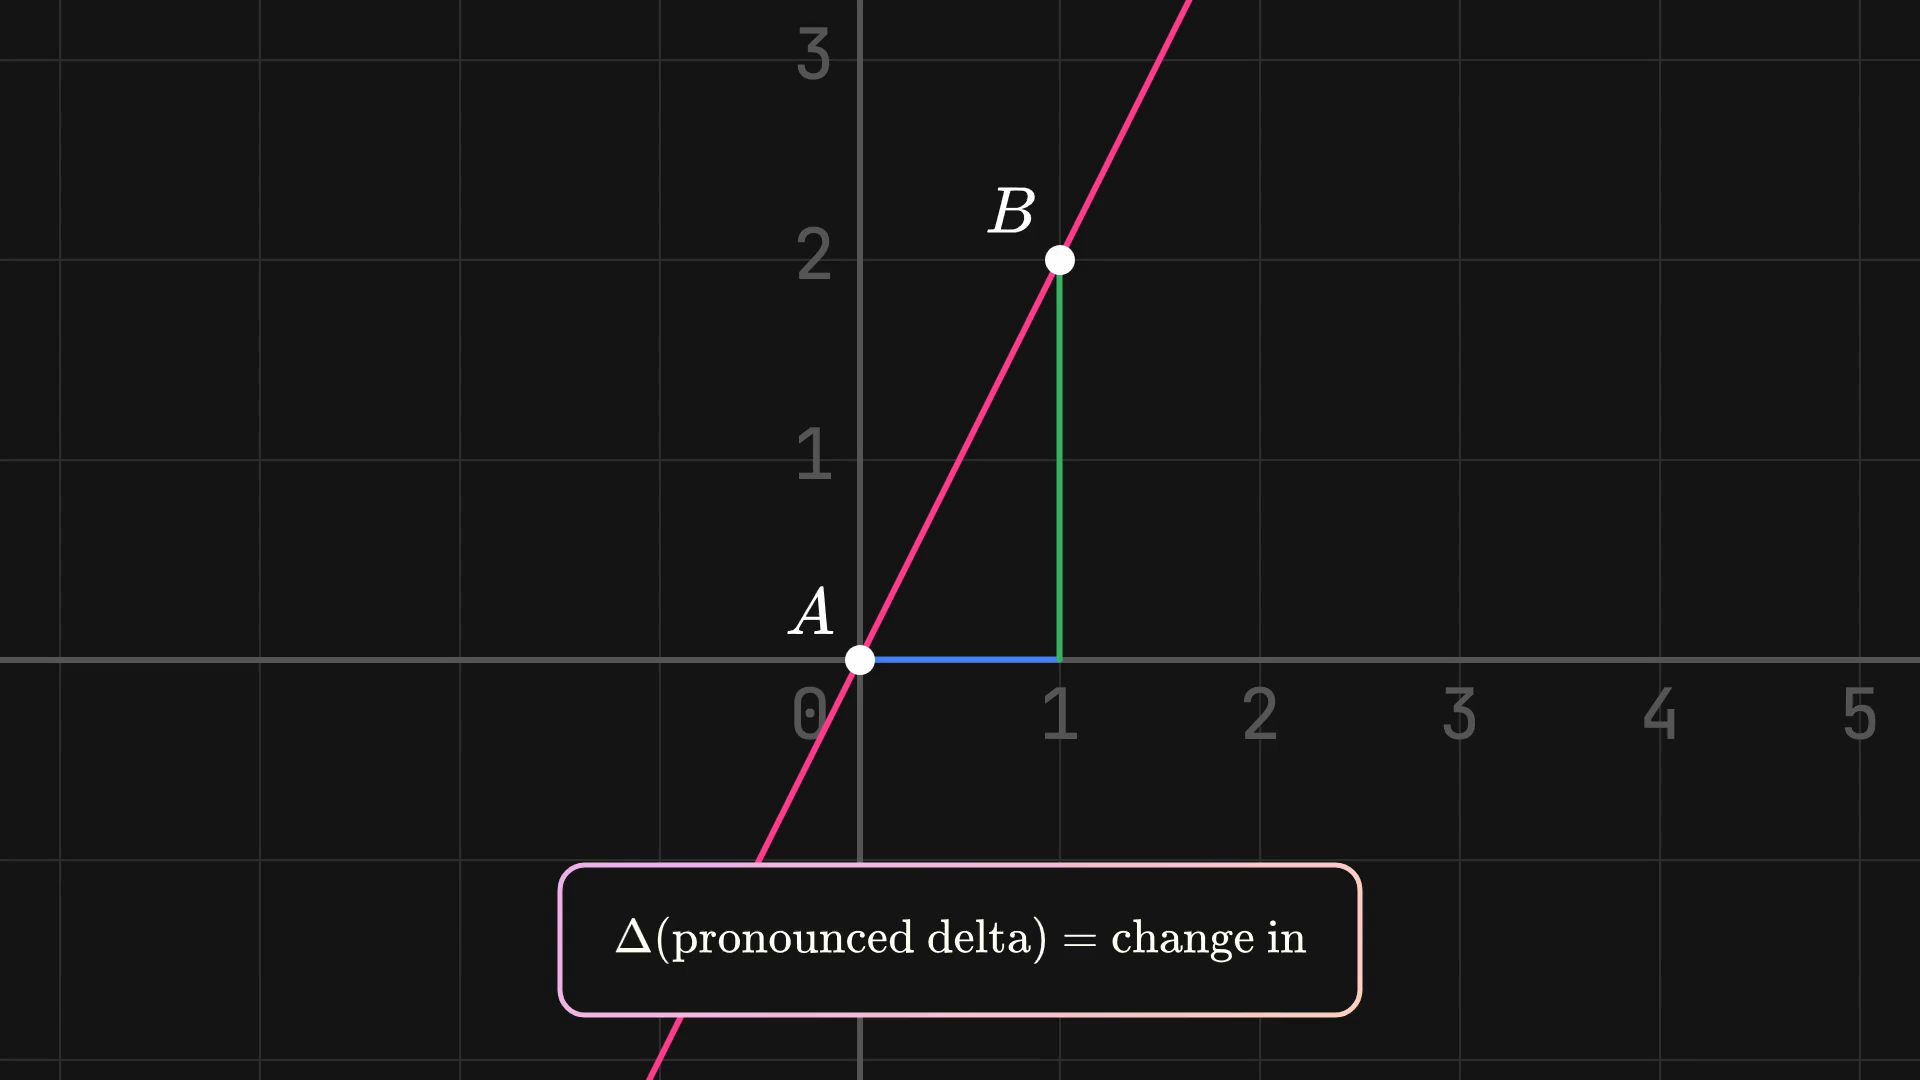 3
2
B
1
A
0 1 2 3 4 5
Δ(pronounced delta) = change in